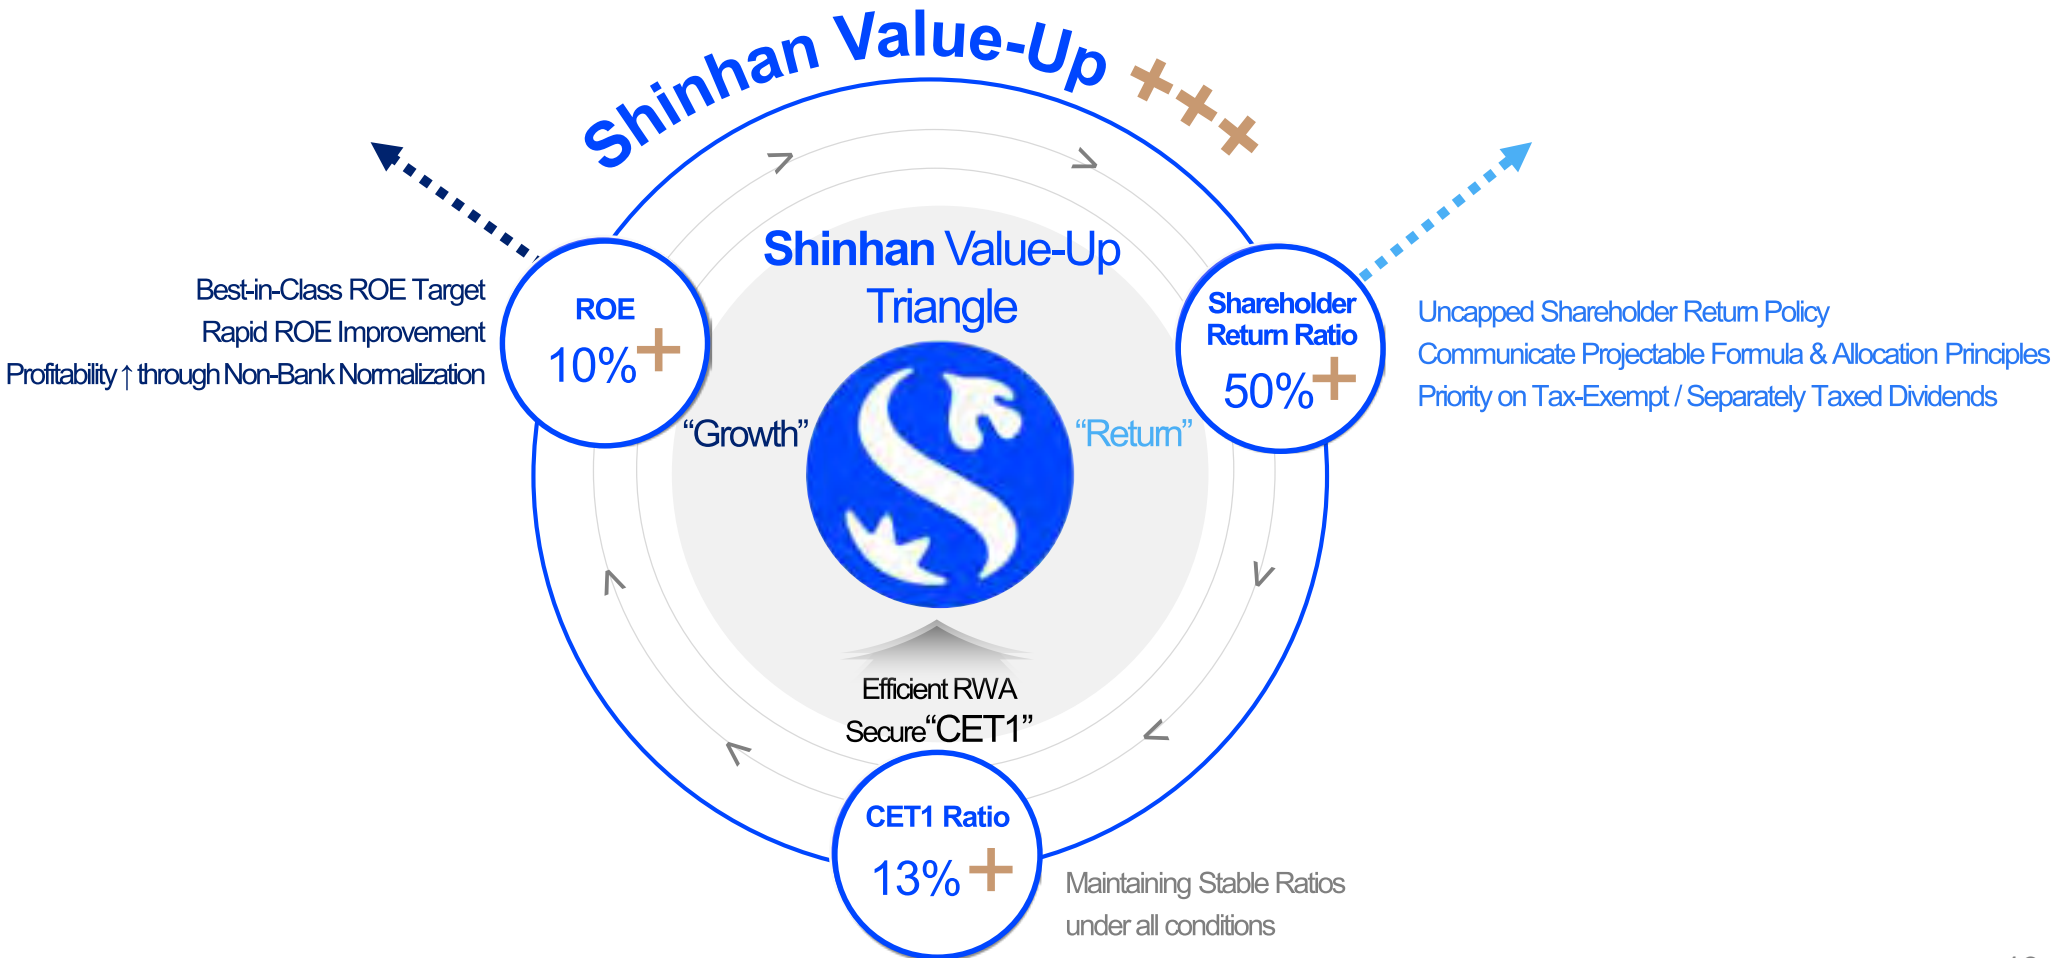 Shinhan Value-Up +++
Shinhan Value-Up
Triangle
Best-in-Class ROE Target
Rapid ROE Improvement
Profitability ↑ through Non-Bank Normalization
ROE
10%+
"Growth"
"Return"
Shareholder
Return Ratio
50%+
Uncapped Shareholder Return Policy
Communicate Projectable Formula & Allocation Principles
Priority on Tax-Exempt / Separately Taxed Dividends
Efficient RWA
Secure "CET1"
CET1 Ratio
13%+
Maintaining Stable Ratios
under all conditions